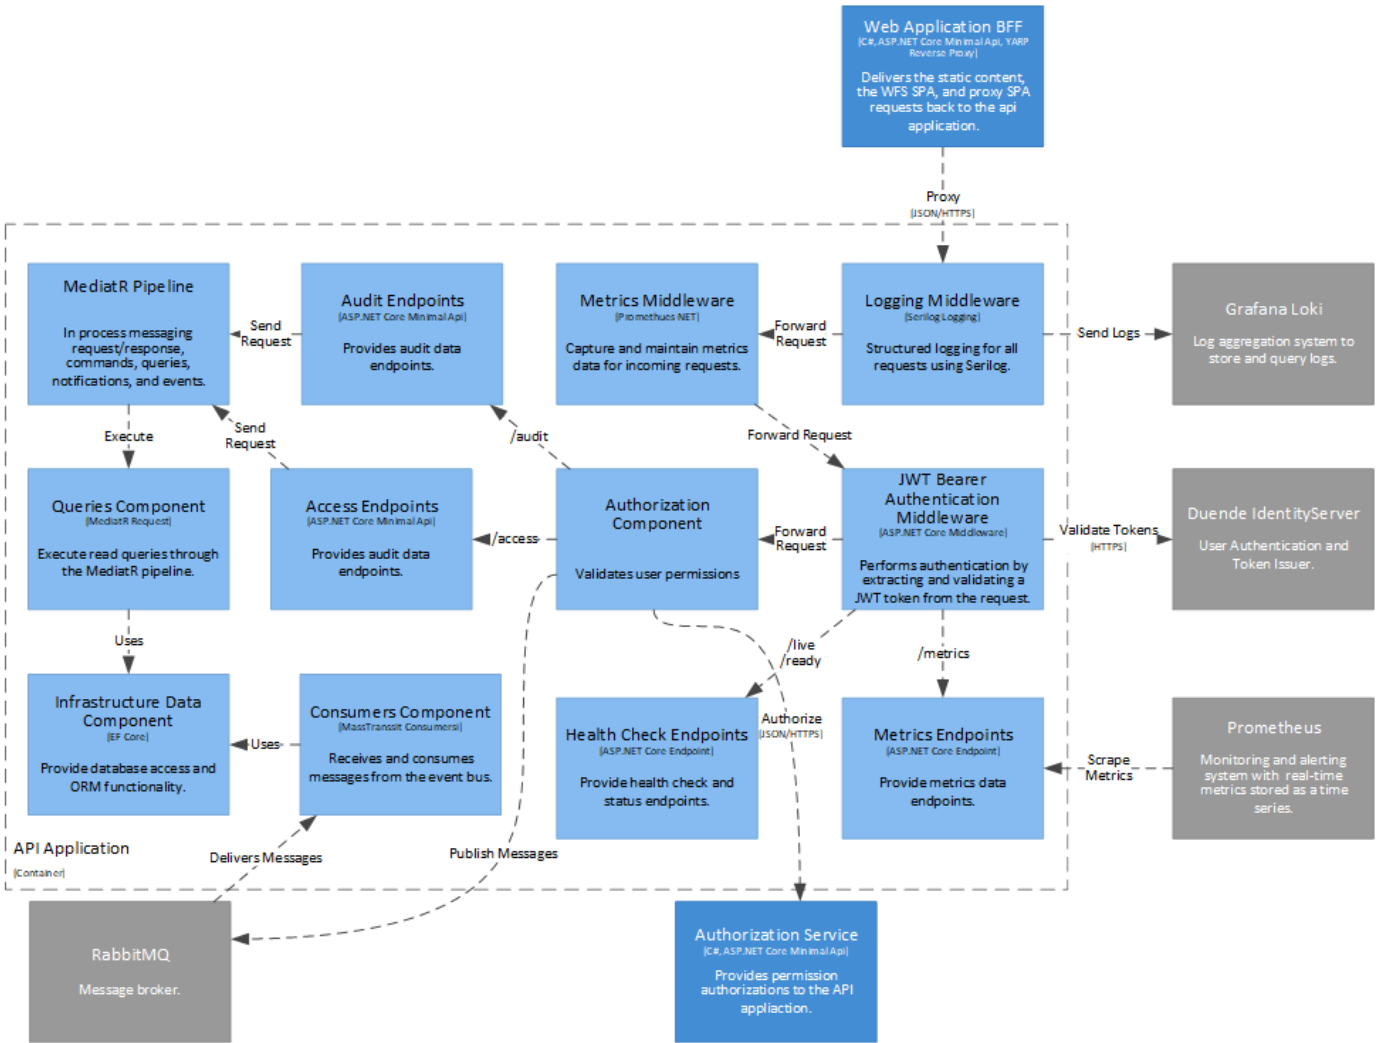 Web Application BFF
[C#, ASP.NET Core Minimal Api, YARP
Reverse Proxy]
Delivers the static content,
the WFS SPA, and proxy SPA
requests back to the api
application.
Proxy
[JSON/HTTPS]
MediatR Pipeline
In process messaging
request/response,
commands, queries,
notifications, and events.
Send
Request
Audit Endpoints
[ASP.NET Core Minimal Api]
Provides audit data
endpoints.
Metrics Middleware
[Promethues NET]
Capture and maintain metrics
data for incoming requests.
Forward
Request
Logging Middleware
[Serilog Logging]
Structured logging for all
requests using Serilog.
Send Logs
Grafana Loki
Log aggregation system to
store and query logs.
Execute
Send
Request
/audit
Forward Request
Queries Component
[MediatR Request]
Execute read queries through
the MediatR pipeline.
Access Endpoints
[ASP.NET Core Minimal Api]
Provides audit data
endpoints.
/access
Authorization
Component
Validates user permissions
Forward
Request
JWT Bearer
Authentication
Middleware
[ASP.NET Core Middleware]
Performs authentication by
extracting and validating a
JWT token from the request.
Validate Tokens
[HTTPS]
Duende IdentityServer
User Authentication and
Token Issuer.
Uses
/live
/ready
/metrics
Infrastructure Data
Component
[EF Core]
Provide database access and
ORM functionality.
Uses
Consumers Component
[MassTranssit Consumersi]
Receives and consumes
messages from the event bus.
Health Check Endpoints
[ASP.NET Core Endpoint]
Provide health check and
status endpoints.
Authorize
[JSON/HTTPS]
Metrics Endpoints
[ASP.NET Core Endpoint]
Provide metrics data
endpoints.
Scrape
Metrics
Prometheus
Monitoring and alerting
system with real-time
metrics stored as a time
series.
API Application
[Container]
Delivers Messages
Publish Messages
RabbitMQ
Message broker.
Authorization Service
[C#, ASP.NET Core Minimal Api]
Provides permission
authorizations to the API
appliaction.